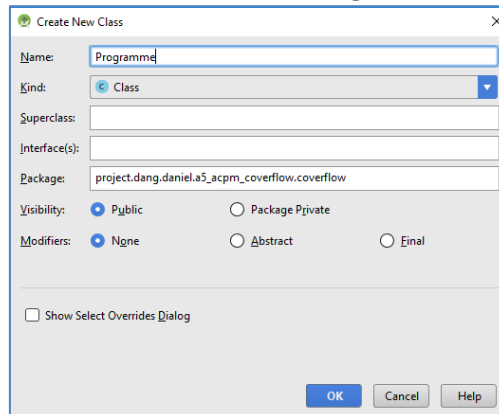 Create New Class
Name: Programme
Kind: C Class
Superclass:
Interface(s):
Package: project.dang.daniel.a5_acpm_coverflow.coverflow
Visibility: Public Package Private
Modifiers: None Abstract Final
Show Select Overrides Dialog
OK Cancel Help